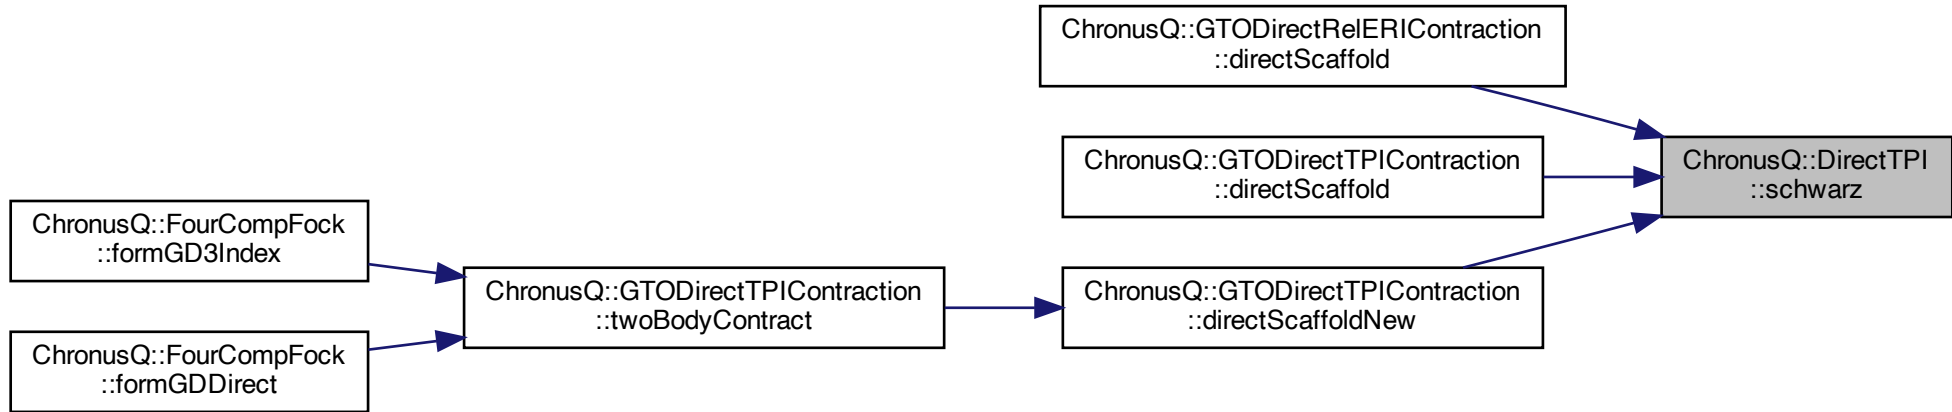 ChronusQ::GTODirectRelERIContraction
::directScaffold
ChronusQ::GTODirectTPIContraction
::directScaffold
ChronusQ::DirectTPI
::schwarz
ChronusQ::FourCompFock
::formGD3Index
ChronusQ::GTODirectTPIContraction
::twoBodyContract
ChronusQ::GTODirectTPIContraction
::directScaffoldNew
ChronusQ::FourCompFock
::formGDDirect